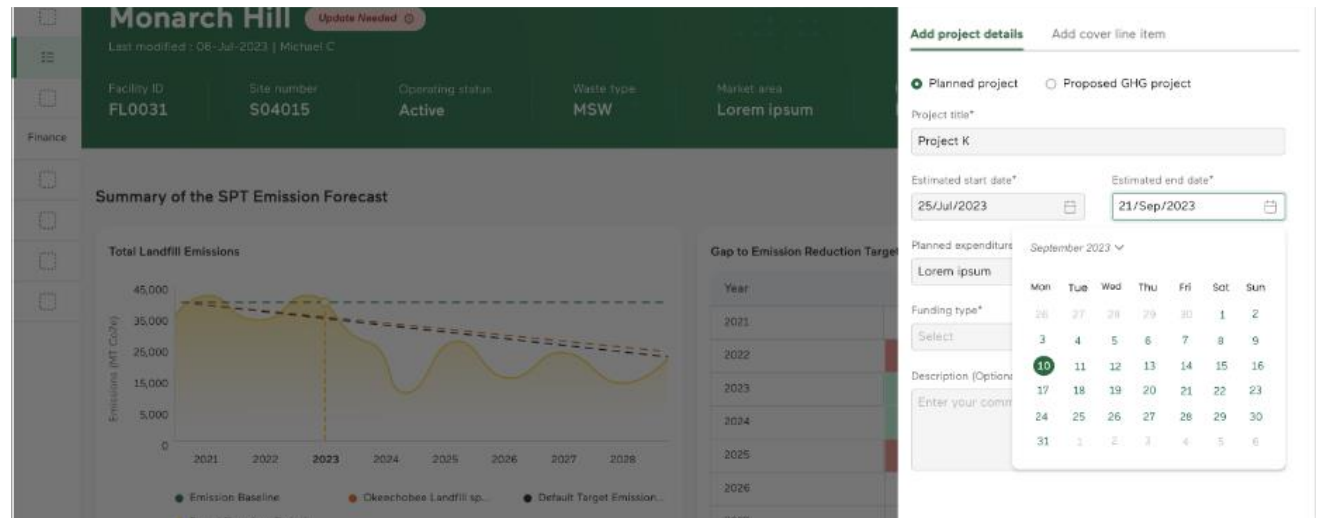 Monarch Hill Update Needed
Last modified : 06-Jul-2023 | Michael C
Facility ID Site number Operating status Waste type Market area
FL0031 S04015 Active MSW Lorem ipsum
Finance
Summary of the SPT Emission Forecast
Total Landfill Emissions
Emissions (MT Co2e)
45,000
35,000
25,000
15,000
5,000
0
2021 2022 2023 2024 2025 2026 2027 2028
Emission Baseline Okeechobee Landfill sp... Default Target Emission...
Gap to Emission Reduction Target
Year
2021
2022
2023
2024
2025
2026
Add project details Add cover line item
Planned project Proposed GHG project
Project title*
Project K
Estimated start date* Estimated end date*
25/Jul/2023 21/Sep/2023
Planned expenditure
Lorem ipsum
Funding type*
Select
Description (Optiona
Enter your comm
September 2023
Mon Tue Wed Thu Fri Sat Sun
26 27 28 29 30 1 2
3 4 5 6 7 8 9
10 11 12 13 14 15 16
17 18 19 20 21 22 23
24 25 26 27 28 29 30
31 1 2 3 4 5 6